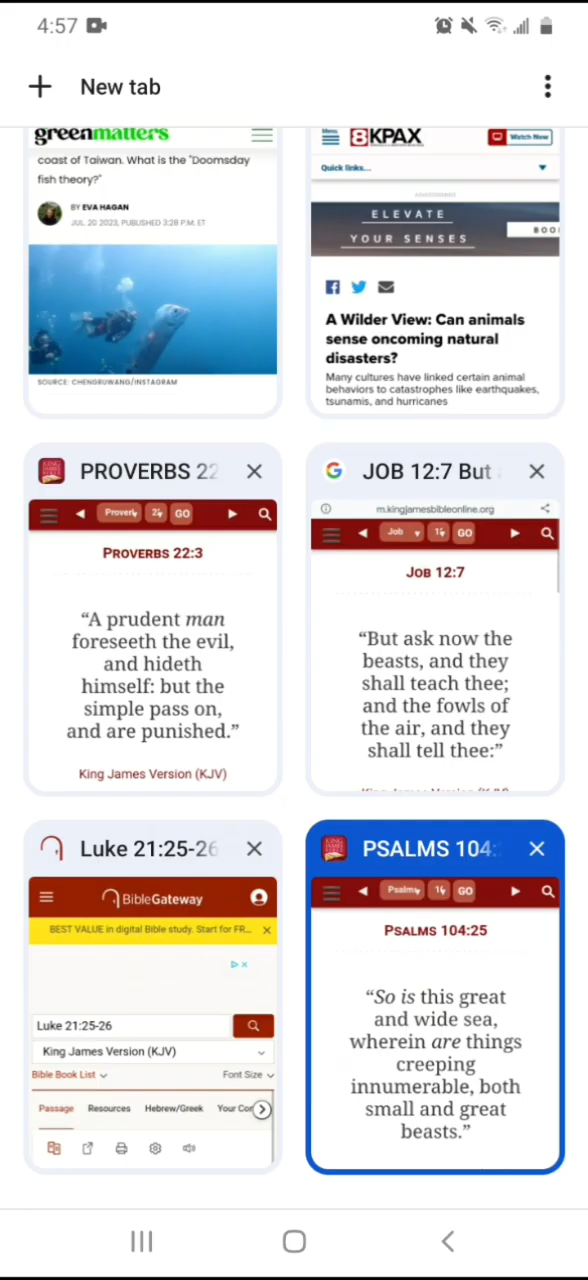 4:57
New tab
greenmatters
coast of Taiwan. What is the "Doomsday
fish theory?"
BY EVA HAGAN
JUL. 20 2023, PUBLISHED 3:28 P.M. ET
SOURCE: CHENGRUWANG/INSTAGRAM
Menu
8KPAX
Watch Now
Quick links...
ADVERTISEMENT
ELEVATE
YOUR SENSES
BOO
A Wilder View: Can animals
sense oncoming natural
disasters?
Many cultures have linked certain animal
behaviors to catastrophes like earthquakes,
tsunamis, and hurricanes
PROVERBS 22
GO
PROVERBS 22:3
“A prudent man
foreseeth the evil,
and hideth
himself: but the
simple pass on,
and are punished.”
King James Version (KJV)
JOB 12:7 But
m.kingjamesbibleonline.org
Job
GO
JOB 12:7
“But ask now the
beasts, and they
shall teach thee;
and the fowls of
the air, and they
shall tell thee:”
Luke 21:25-26
BibleGateway
BEST VALUE in digital Bible study. Start for FR...
Luke 21:25-26
King James Version (KJV)
Bible Book List
Font Size
Passage Resources Hebrew/Greek Your Con
PSALMS 104:
GO
PSALMS 104:25
“So is this great
and wide sea,
wherein are things
creeping
innumerable, both
small and great
beasts.”